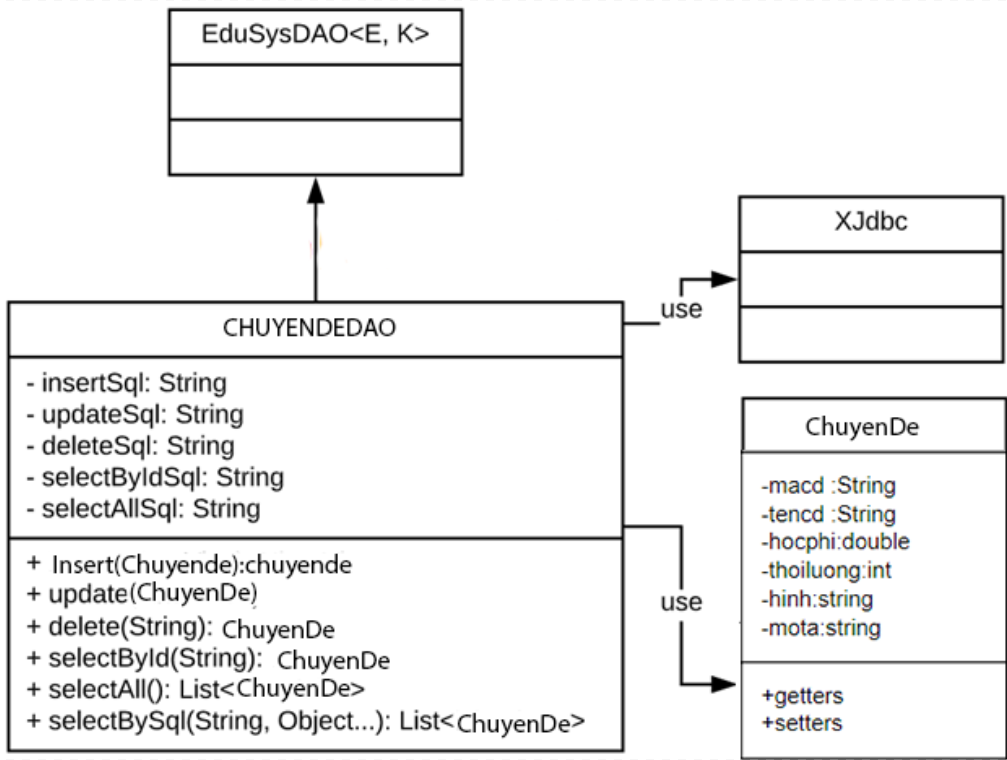 EduSysDAO<E, K>
XJdbc
use
CHUYENDEDAO
- insertSql: String
- updateSql: String
- deleteSql: String
- selectByIdSql: String
- selectAllSql: String
+ Insert(Chuyende):chuyende
+ update(ChuyenDe)
+ delete(String): ChuyenDe
+ selectById(String): ChuyenDe
+ selectAll(): List<ChuyenDe>
+ selectBySql(String, Object...): List<ChuyenDe>
use
ChuyenDe
-macd :String
-tencd :String
-hocphi:double
-thoiluong:int
-hinh:string
-mota:string
+getters
+setters